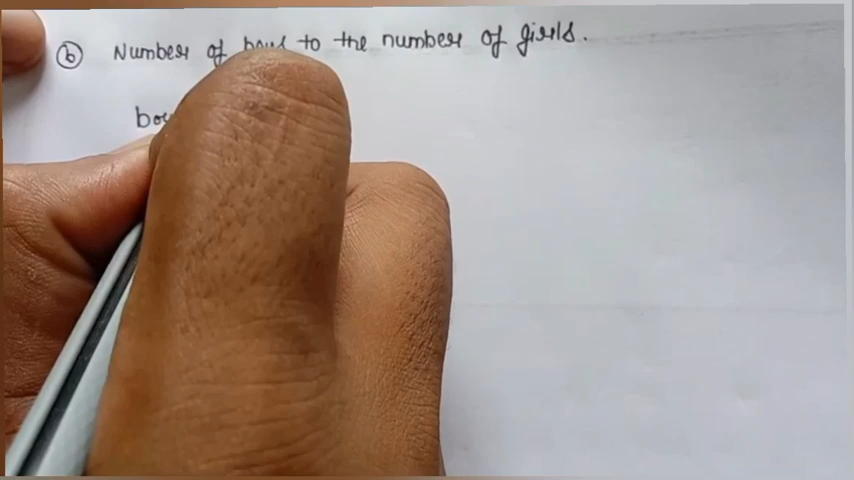 (b) Number of boys to the number of girls.
bo